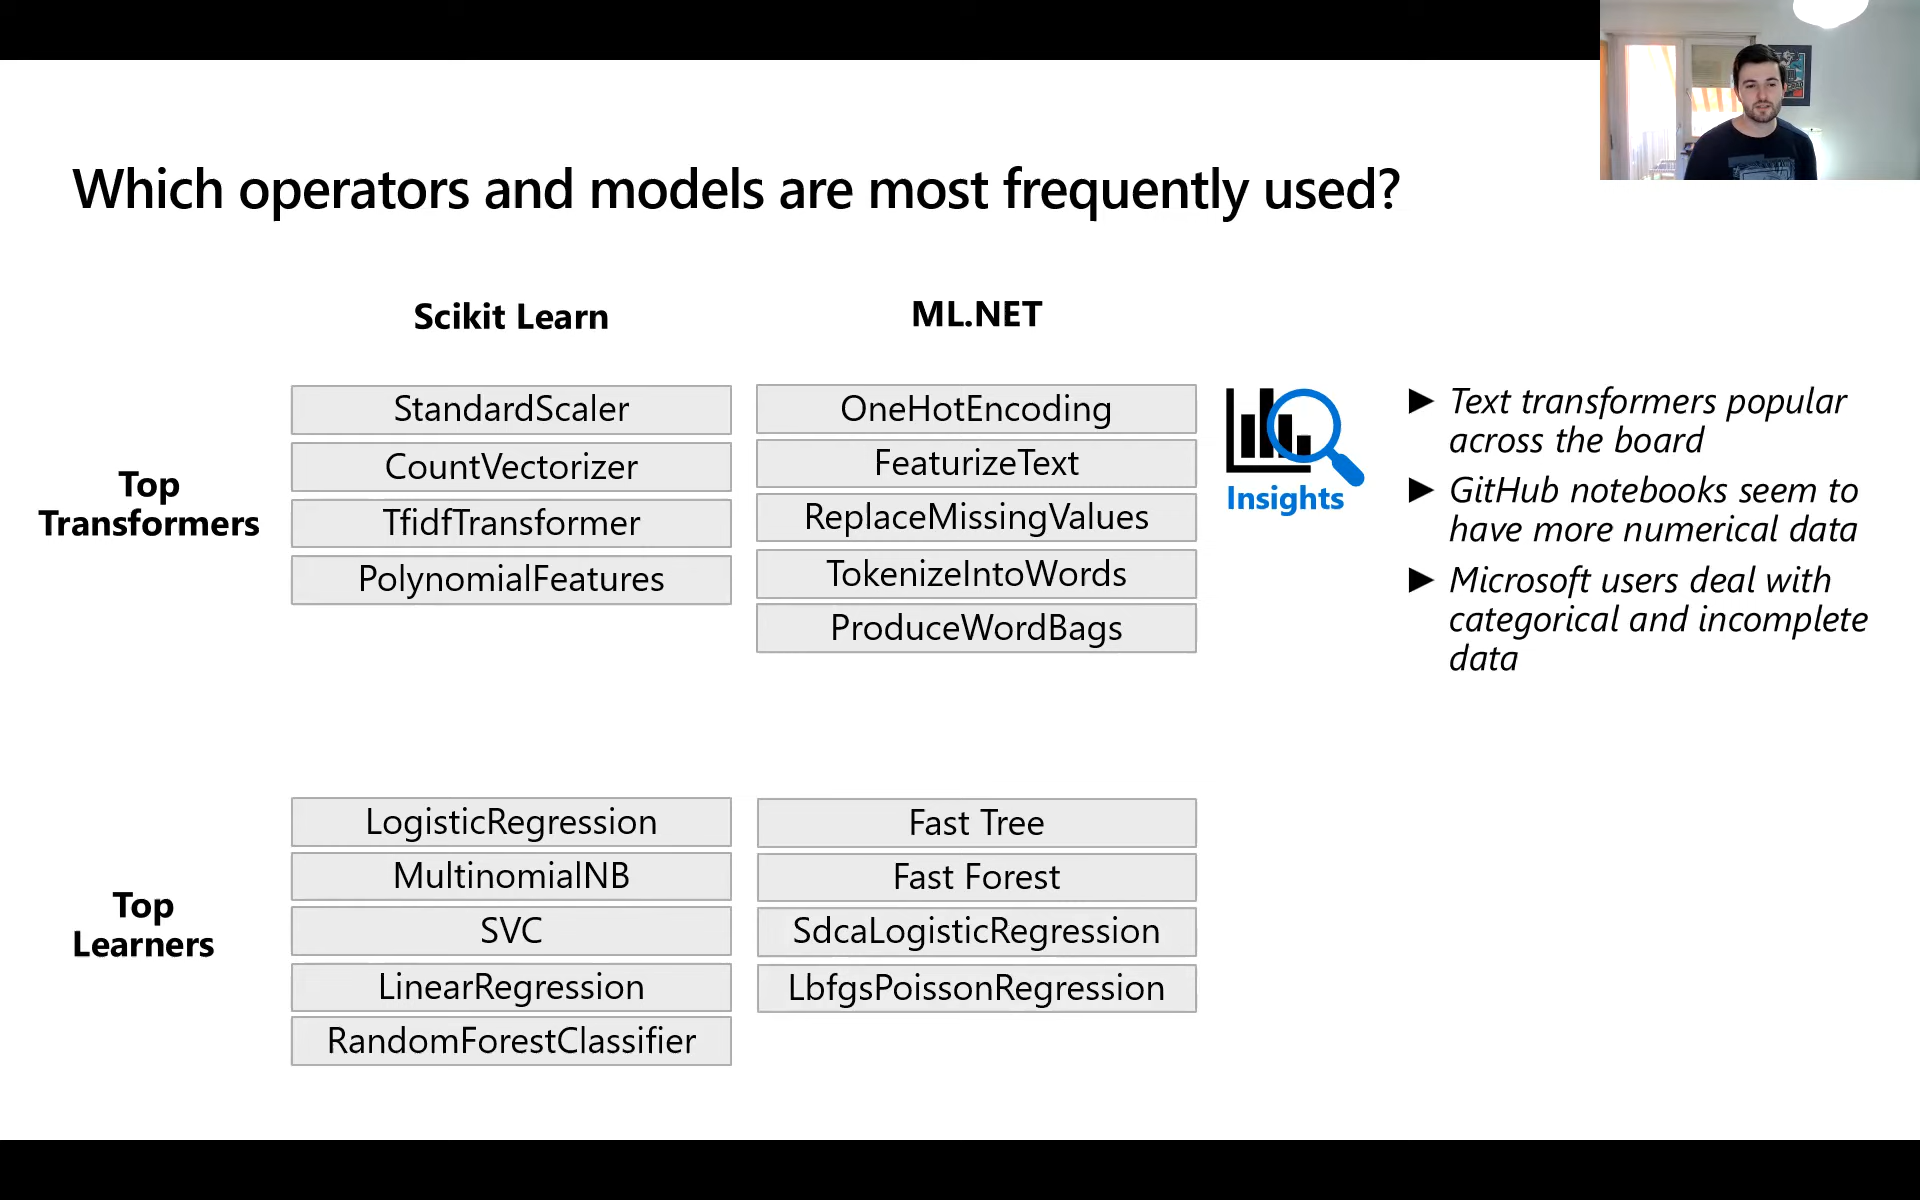 Which operators and models are most frequently used?
Scikit Learn
ML.NET
Top
Transformers
StandardScaler
CountVectorizer
TfidfTransformer
PolynomialFeatures
OneHotEncoding
FeaturizeText
ReplaceMissingValues
TokenizeIntoWords
ProduceWordBags
Insights
Text transformers popular
across the board
GitHub notebooks seem to
have more numerical data
Microsoft users deal with
categorical and incomplete
data
Top
Learners
LogisticRegression
MultinomialNB
SVC
LinearRegression
RandomForestClassifier
Fast Tree
Fast Forest
SdcaLogisticRegression
LbfgsPoissonRegression